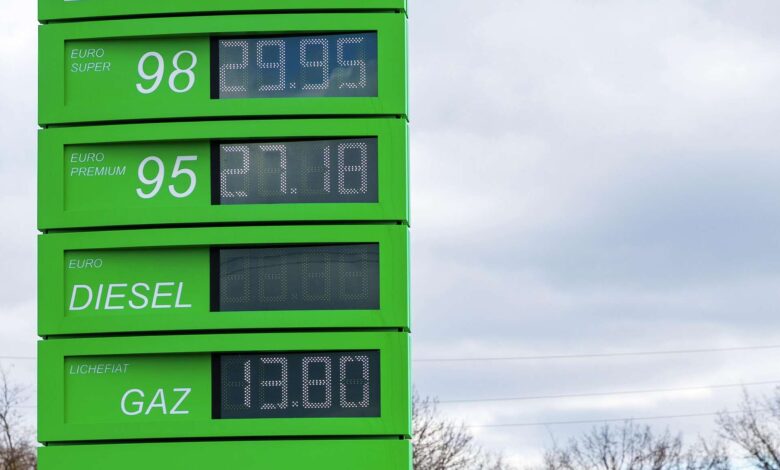 EURO
SUPER
98
29.95
EURO
PREMIUM
95
27.18
EURO
DIESEL
LICHEFIAT
GAZ
13.80